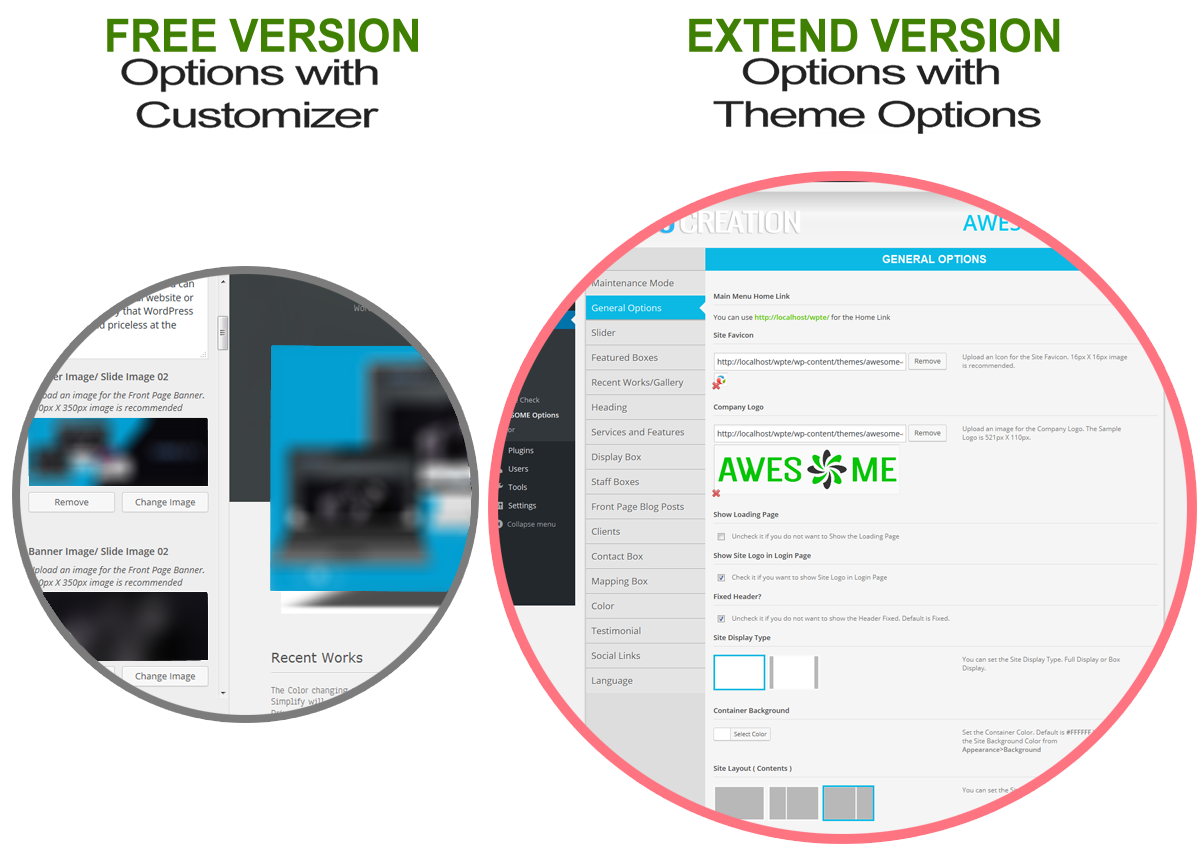 FREE VERSION
Options with
Customizer
EXTEND VERSION
Options with
Theme Options
can
website or
that WordPress
priceless at the
Image/ Slide Image 02
an image for the Front Page Banner.
X 350px image is recommended
Remove
Change Image
Banner Image/ Slide Image 02
Upload an image for the Front Page Banner.
X 350px image is recommended
Change Image
Recent Works
The Color changing
Simplify will
CREATION
AWES
Check
SOME Options
or
Plugins
Users
Tools
Settings
Collapse menu
Maintenance Mode
General Options
Slider
Featured Boxes
Recent Works/Gallery
Heading
Services and Features
Display Box
Staff Boxes
Front Page Blog Posts
Clients
Contact Box
Mapping Box
Color
Testimonial
Social Links
Language
GENERAL OPTIONS
Main Menu Home Link
You can use http://localhost/wpte/ for the Home Link
Site Favicon
http://localhost/wpte/wp-content/themes/awesome-
Remove
Upload an Icon for the Site Favicon. 16px X 16px image
is recommended.
Company Logo
http://localhost/wpte/wp-content/themes/awesome-
Remove
Upload an image for the Company Logo. The Sample
Logo is 521px X 110px.
AWES ME
Show Loading Page
Uncheck it if you do not want to Show the Loading Page
Show Site Logo in Login Page
Check it if you want to show Site Logo in Login Page
Fixed Header?
Uncheck it if you do not want to show the Header Fixed. Default is Fixed.
Site Display Type
You can set the Site Display Type. Full Display or Box
Display.
Container Background
Select Color
Set the Container Color. Default is #FFFFFF.
the Site Background Color from
Appearance>Background
Site Layout ( Contents )
You can set the